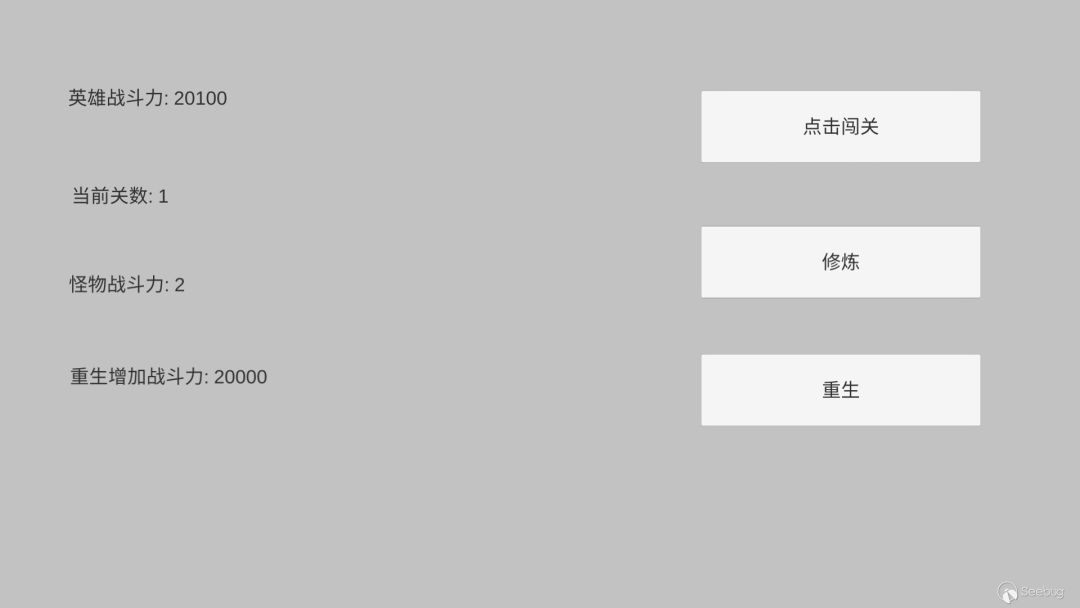 英雄战斗力: 20100
点击闯关
当前关数: 1
修炼
怪物战斗力: 2
重生增加战斗力: 20000
重生
Seebug